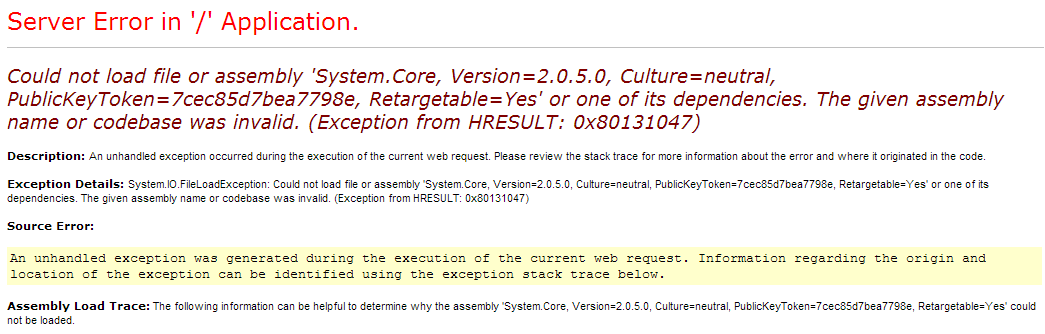 Server Error in '/' Application.
Could not load file or assembly 'System.Core, Version=2.0.5.0, Culture=neutral,
PublicKeyToken=7cec85d7bea7798e, Retargetable=Yes' or one of its dependencies. The given assembly
name or codebase was invalid. (Exception from HRESULT: 0x80131047)
Description: An unhandled exception occurred during the execution of the current web request. Please review the stack trace for more information about the error and where it originated in the code.
Exception Details: System.IO.FileLoadException: Could not load file or assembly 'System.Core, Version=2.0.5.0, Culture=neutral, PublicKeyToken=7cec85d7bea7798e, Retargetable=Yes' or one of its
dependencies. The given assembly name or codebase was invalid. (Exception from HRESULT: 0x80131047)
Source Error:
An unhandled exception was generated during the execution of the current web request. Information regarding the origin and
location of the exception can be identified using the exception stack trace below.
Assembly Load Trace: The following information can be helpful to determine why the assembly 'System.Core, Version=2.0.5.0, Culture=neutral, PublicKeyToken=7cec85d7bea7798e, Retargetable=Yes' could
not be loaded.